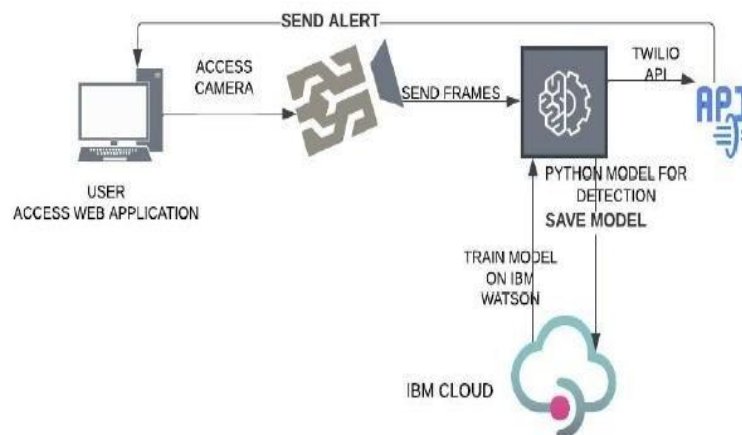 SEND ALERT
ACCESS
CAMERA
SEND FRAMES
TWILIO
API
API
USER
ACCESS WEB APPLICATION
PYTHON MODEL FOR
DETECTION
SAVE MODEL
TRAIN MODEL
ON IBM
WATSON
IBM CLOUD